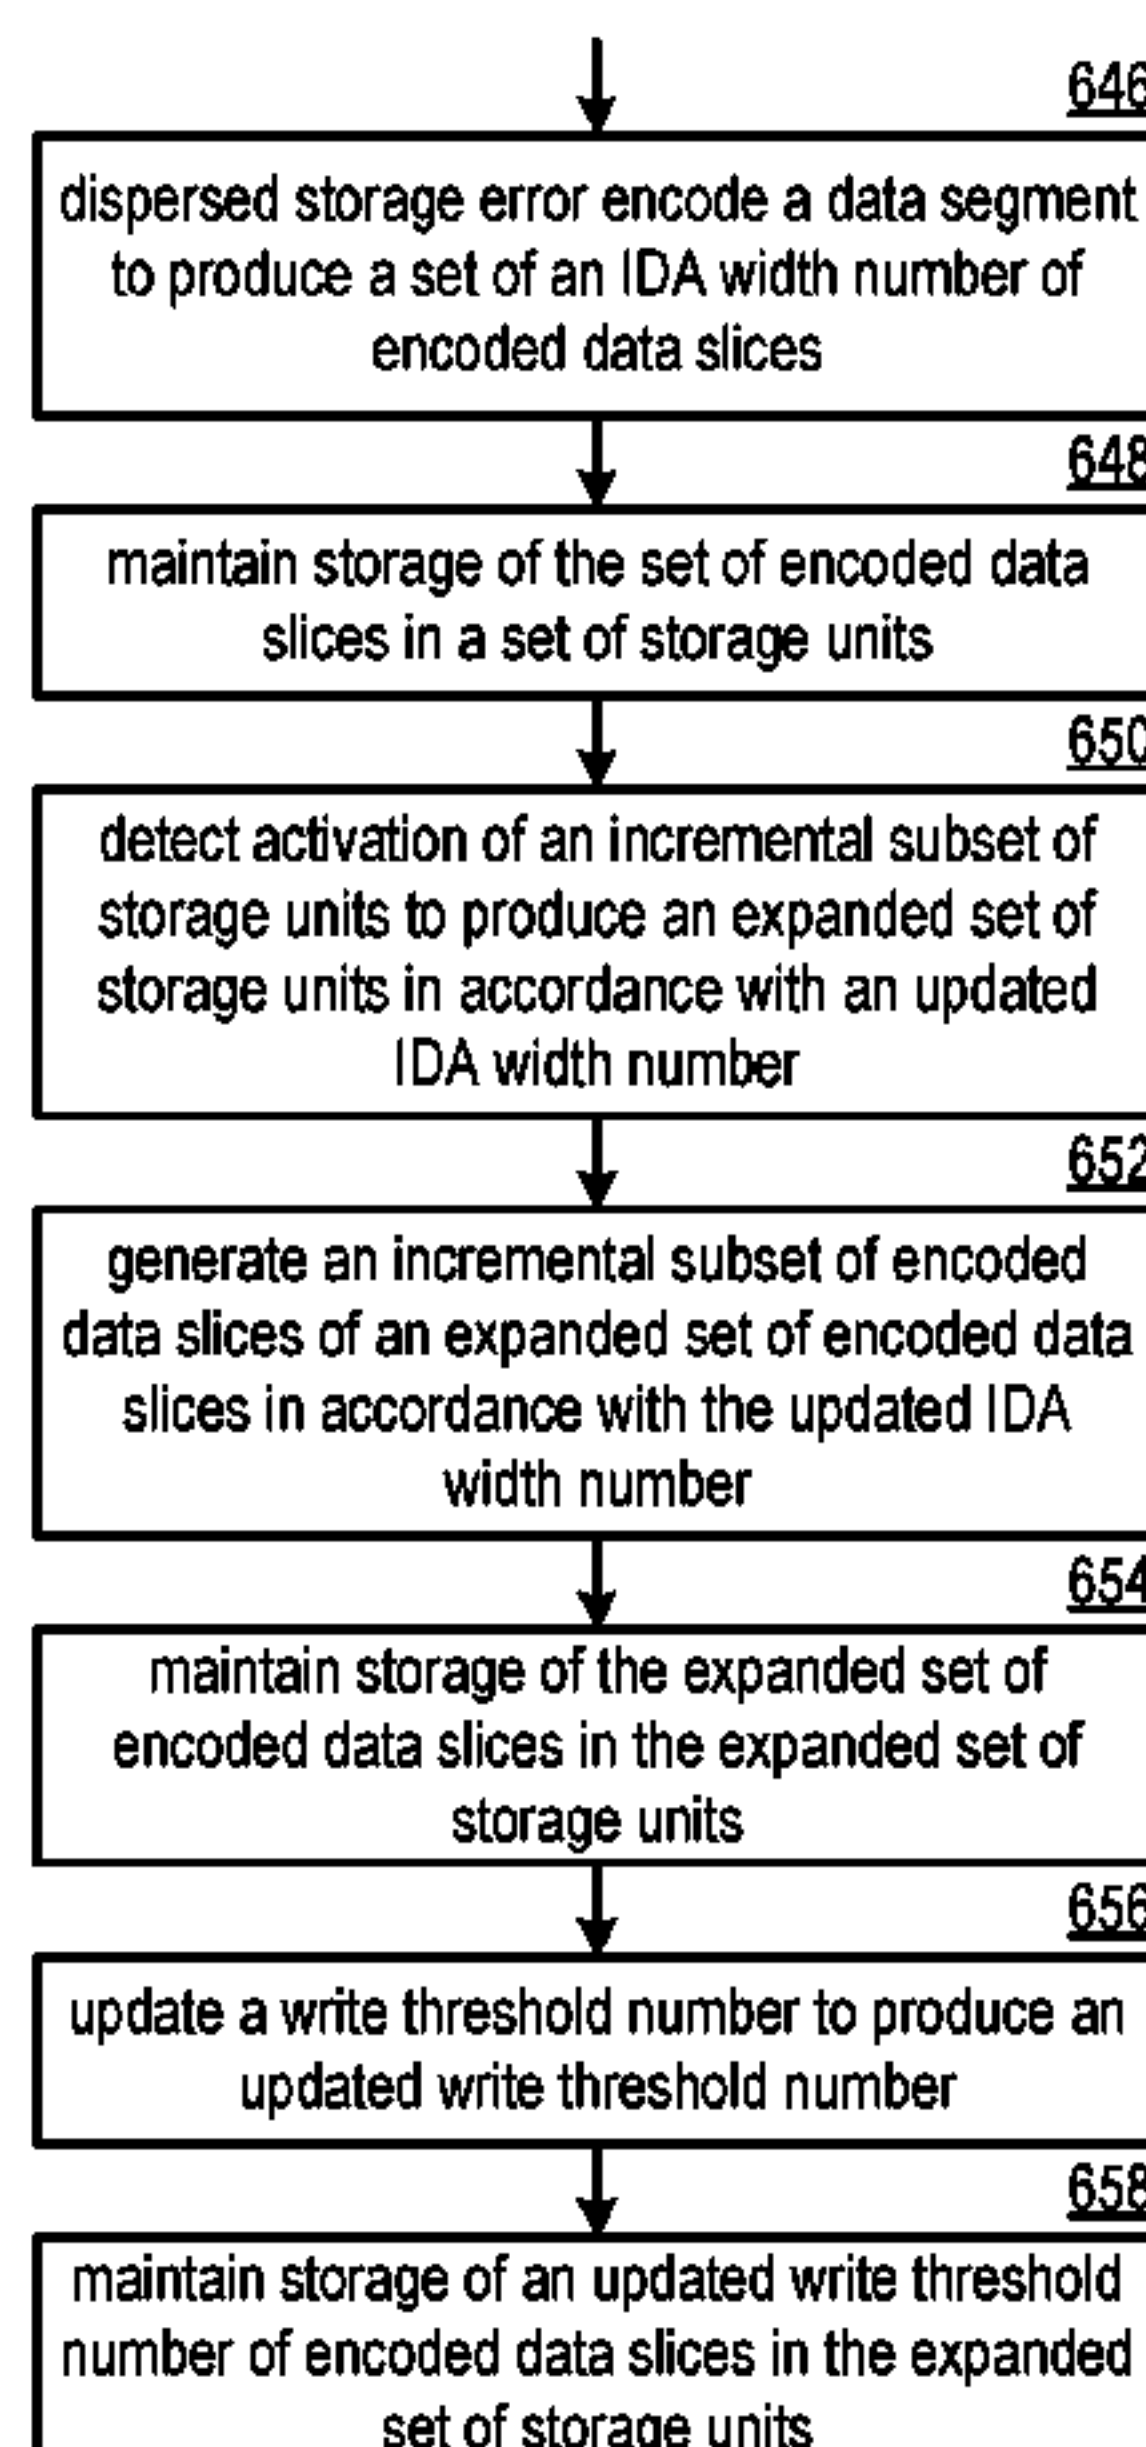 646
dispersed storage error encode a data segment
to produce a set of an IDA width number of
encoded data slices
648
maintain storage of the set of encoded data
slices in a set of storage units
650
detect activation of an incremental subset of
storage units to produce an expanded set of
storage units in accordance with an updated
IDA width number
652
generate an incremental subset of encoded
data slices of an expanded set of encoded data
slices in accordance with the updated IDA
width number
654
maintain storage of the expanded set of
encoded data slices in the expanded set of
storage units
656
update a write threshold number to produce an
updated write threshold number
658
maintain storage of an updated write threshold
number of encoded data slices in the expanded
set of storage units